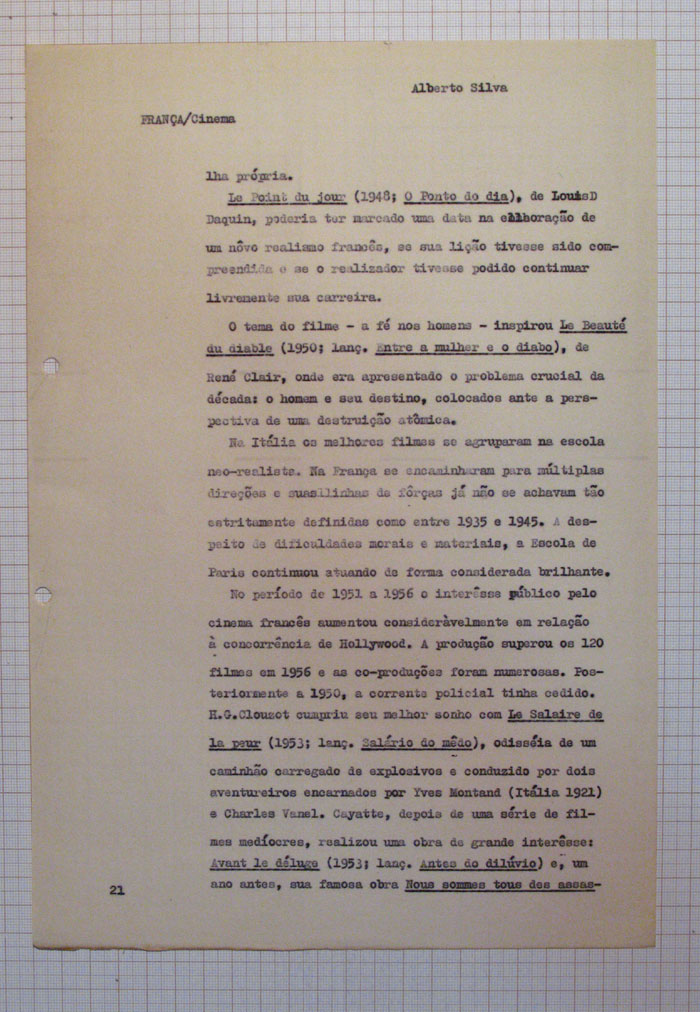 Alberto Silva
FRANÇA/Cinema
lha própria.
Le Point du jour (1948; O Ponto do dia), de LouisD
Daquin, poderia ter marcado uma data na elaboração de
um nôvo realismo francês, se sua lição tivesse sido com-
preendida e se o realizador tivesse podido continuar
livremente sua carreira.
O tema do filme - a fé nos homens - inspirou Le Beauté
du diable (1950; lanç. Entre a mulher e o diabo), de
René Clair, onde era apresentado o problema crucial da
década: o homem e seu destino, colocados ante a pers-
pectiva de uma destruição atômica.
Na Itália os melhores filmes se agruparam na escola
neo-realista. Na França se encaminharam para múltiplas
direções e suas linhas de fôrças já não se achavam tão
estritamente definidas como entre 1935 e 1945. A des-
peito de dificuldades morais e materiais, a Escola de
Paris continuou atuando de forma considerada brilhante.
No período de 1951 a 1956 o interêsse público pelo
cinema francês aumentou consideràvelmente em relação
à concorrência de Hollywood. A produção superou os 120
filmes em 1956 e as co-produções foram numerosas. Pos-
teriormente a 1950, a corrente policial tinha cedido.
H.G.Clouzot cumpriu seu melhor sonho com Le Salaire de
la peur (1953; lanç. Salário do mêdo), odisséia de um
caminhão carregado de explosivos e conduzido por dois
aventureiros encarnados por Yves Montand (Itália 1921)
e Charles Vanel. Cayatte, depois de uma série de fil-
mes medíocres, realizou uma obra de grande interêsse:
Avant le déluge (1953; lanç. Antes do dilúvio) e, um
ano antes, sua famosa obra Nous sommes tous des assas-
21